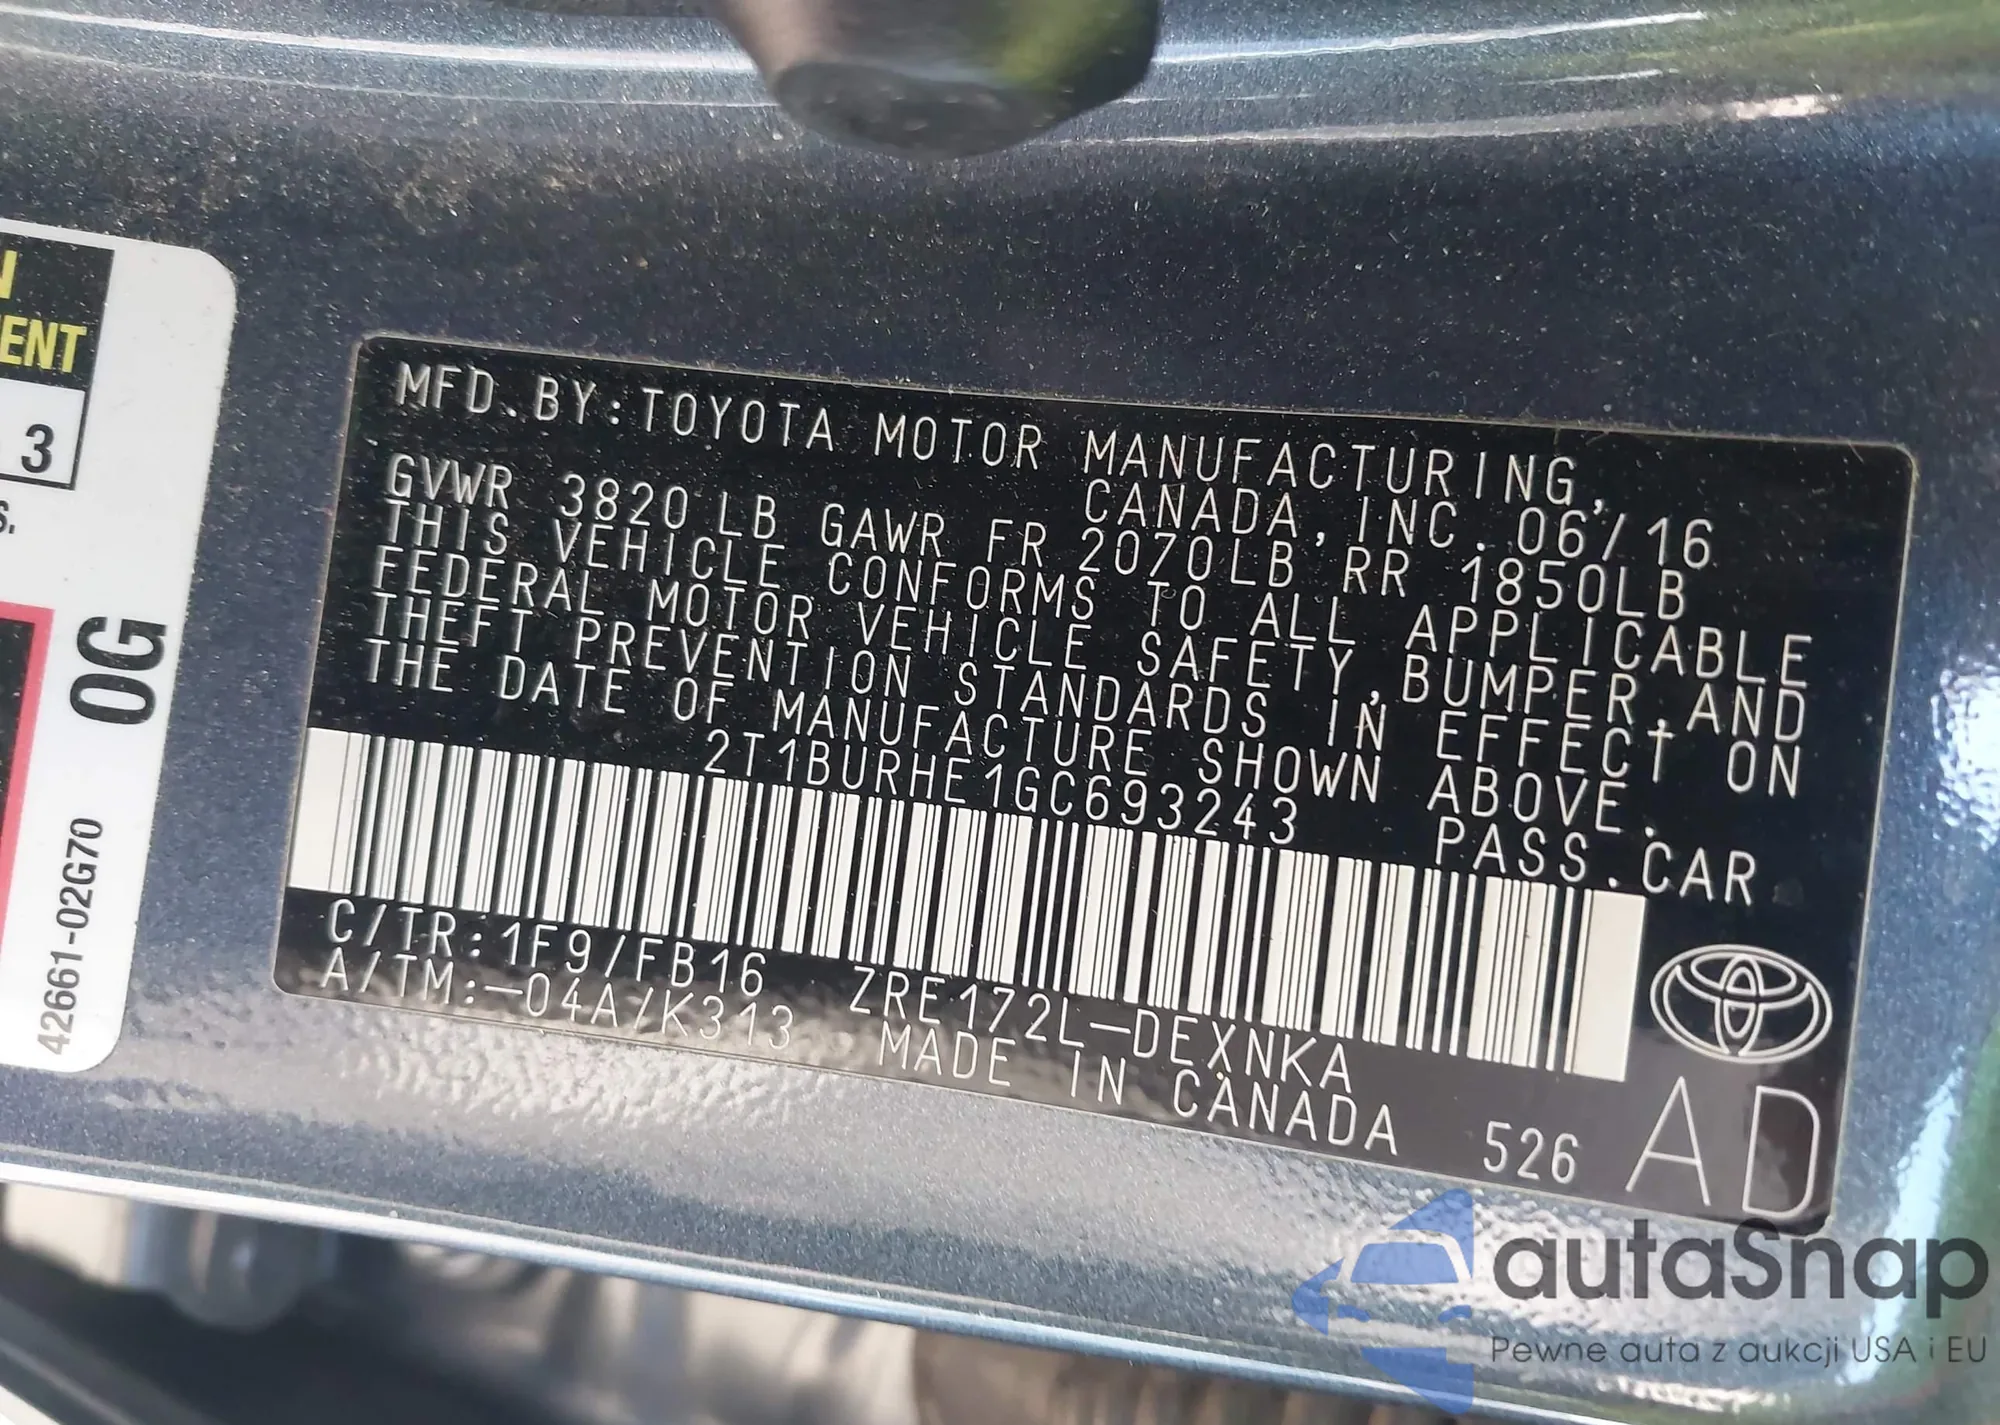 N
ENT
3
S.
OG
42661-02G70
MFD.BY:TOYOTA MOTOR MANUFACTURING,
CANADA, INC. 06/16
GVWR 3820LB GAWR FR 2070LB RR 1850LB
THIS VEHICLE CONFORMS TO ALL APPLICABLE
FEDERAL MOTOR VEHICLE SAFETY,BUMPER,AND
THEFT PREVENTION STANDARDS IN EFFECT ON
THE DATE OF MANUFACTURE SHOWN ABOVE.
2T1BURHE1GC693243 PASS.CAR
C/TR:1F9/FB16 ZRE172L-DEXNKA
A/TM:-04A/K313 MADE IN CANADA 526 AD
autaSnap
Pewne auta z aukcji USA i EU